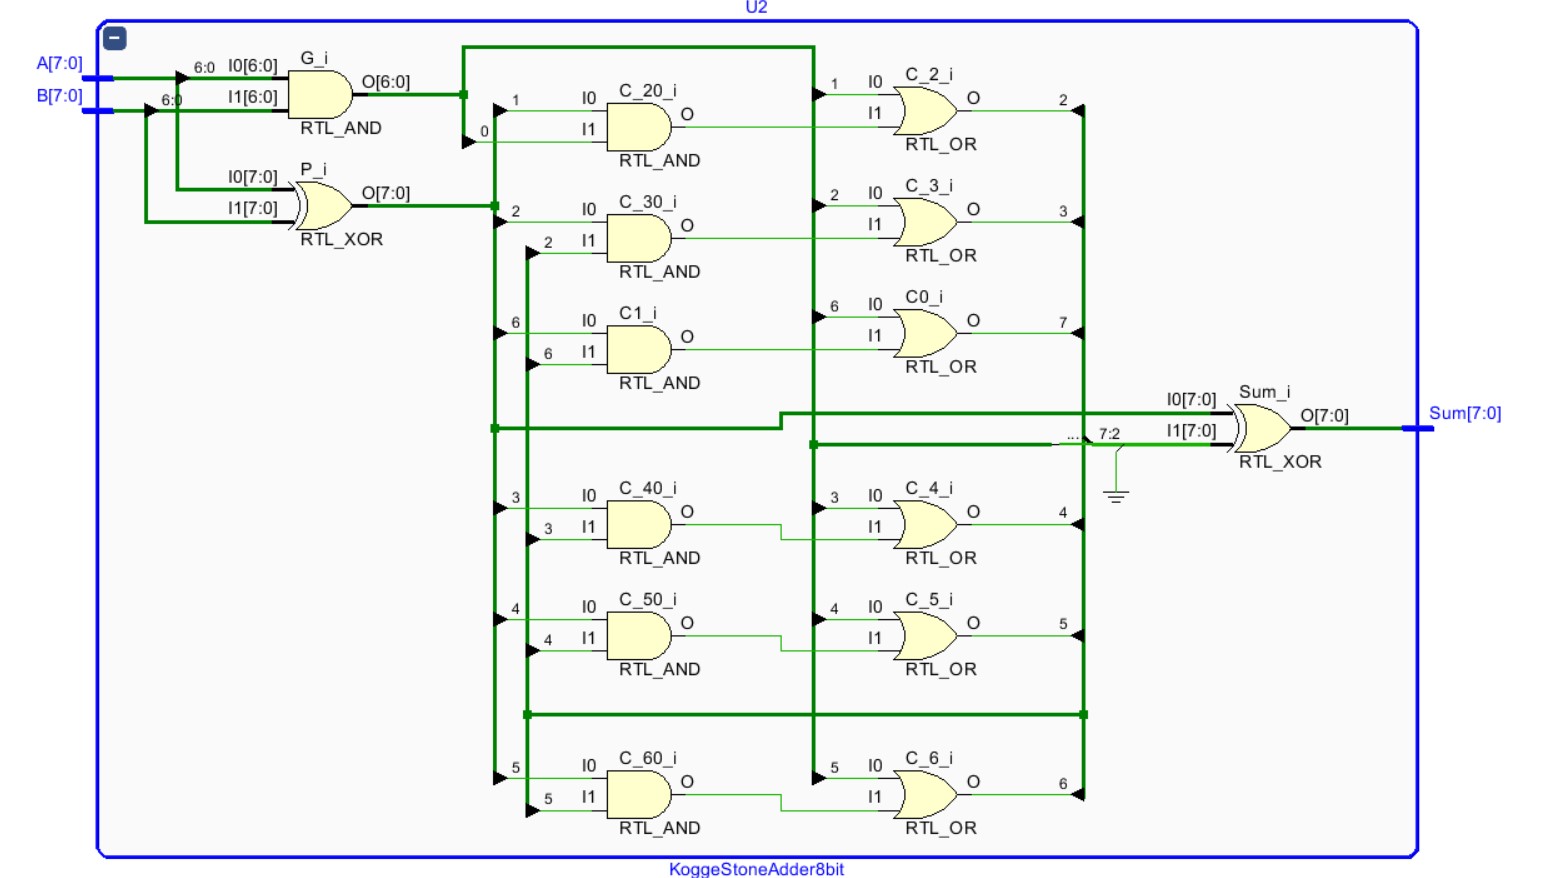 U2
A[7:0]
B[7:0]
6:0
I0[6:0]
G_i
6:0
I1[6:0]
O[6:0]
RTL_AND
P_i
I0[7:0]
I1[7:0]
O[7:0]
RTL_XOR
1
0
I0
C_20_i
I1
O
RTL_AND
1
I0
C_2_i
I1
O
2
RTL_OR
2
2
I0
C_30_i
I1
O
RTL_AND
2
I0
C_3_i
I1
O
3
RTL_OR
6
6
I0
C1_i
I1
O
RTL_AND
6
I0
C0_i
I1
O
7
RTL_OR
I0[7:0]
Sum_i
....
7:2
I1[7:0]
O[7:0]
RTL_XOR
Sum[7:0]
3
3
I0
C_40_i
I1
O
RTL_AND
3
I0
C_4_i
I1
O
4
RTL_OR
4
4
I0
C_50_i
I1
O
RTL_AND
4
I0
C_5_i
I1
O
5
RTL_OR
5
5
I0
C_60_i
I1
O
RTL_AND
5
I0
C_6_i
I1
O
6
RTL_OR
KoggeStoneAdder8bit